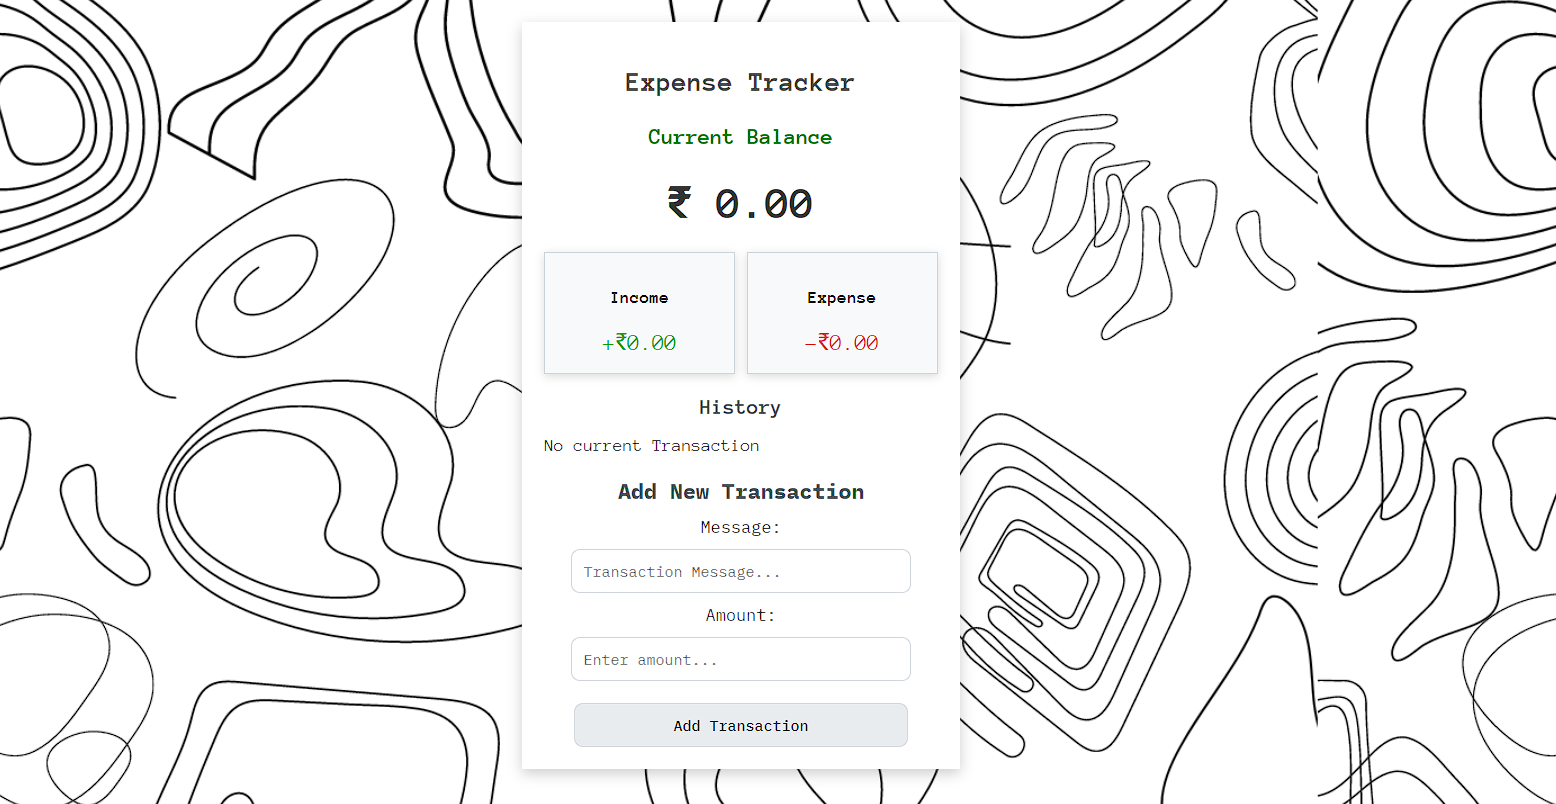 Expense Tracker
Current Balance
₹ 0.00
Income
+₹0.00
Expense
-₹0.00
History
No current Transaction
Add New Transaction
Message:
Transaction Message...
Amount:
Enter amount...
Add Transaction